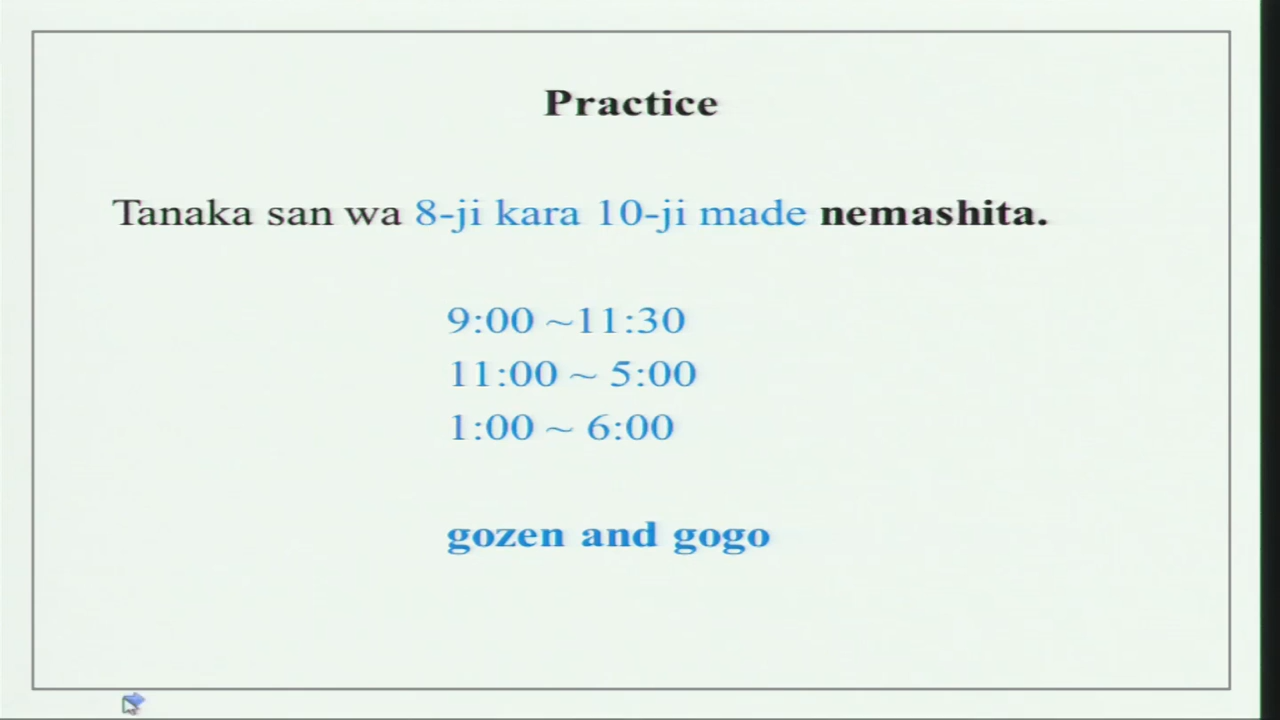 Practice
Tanaka san wa 8-ji kara 10-ji made nemashita.
9:00 ~11:30
11:00 ~ 5:00
1:00 ~ 6:00
gozen and gogo